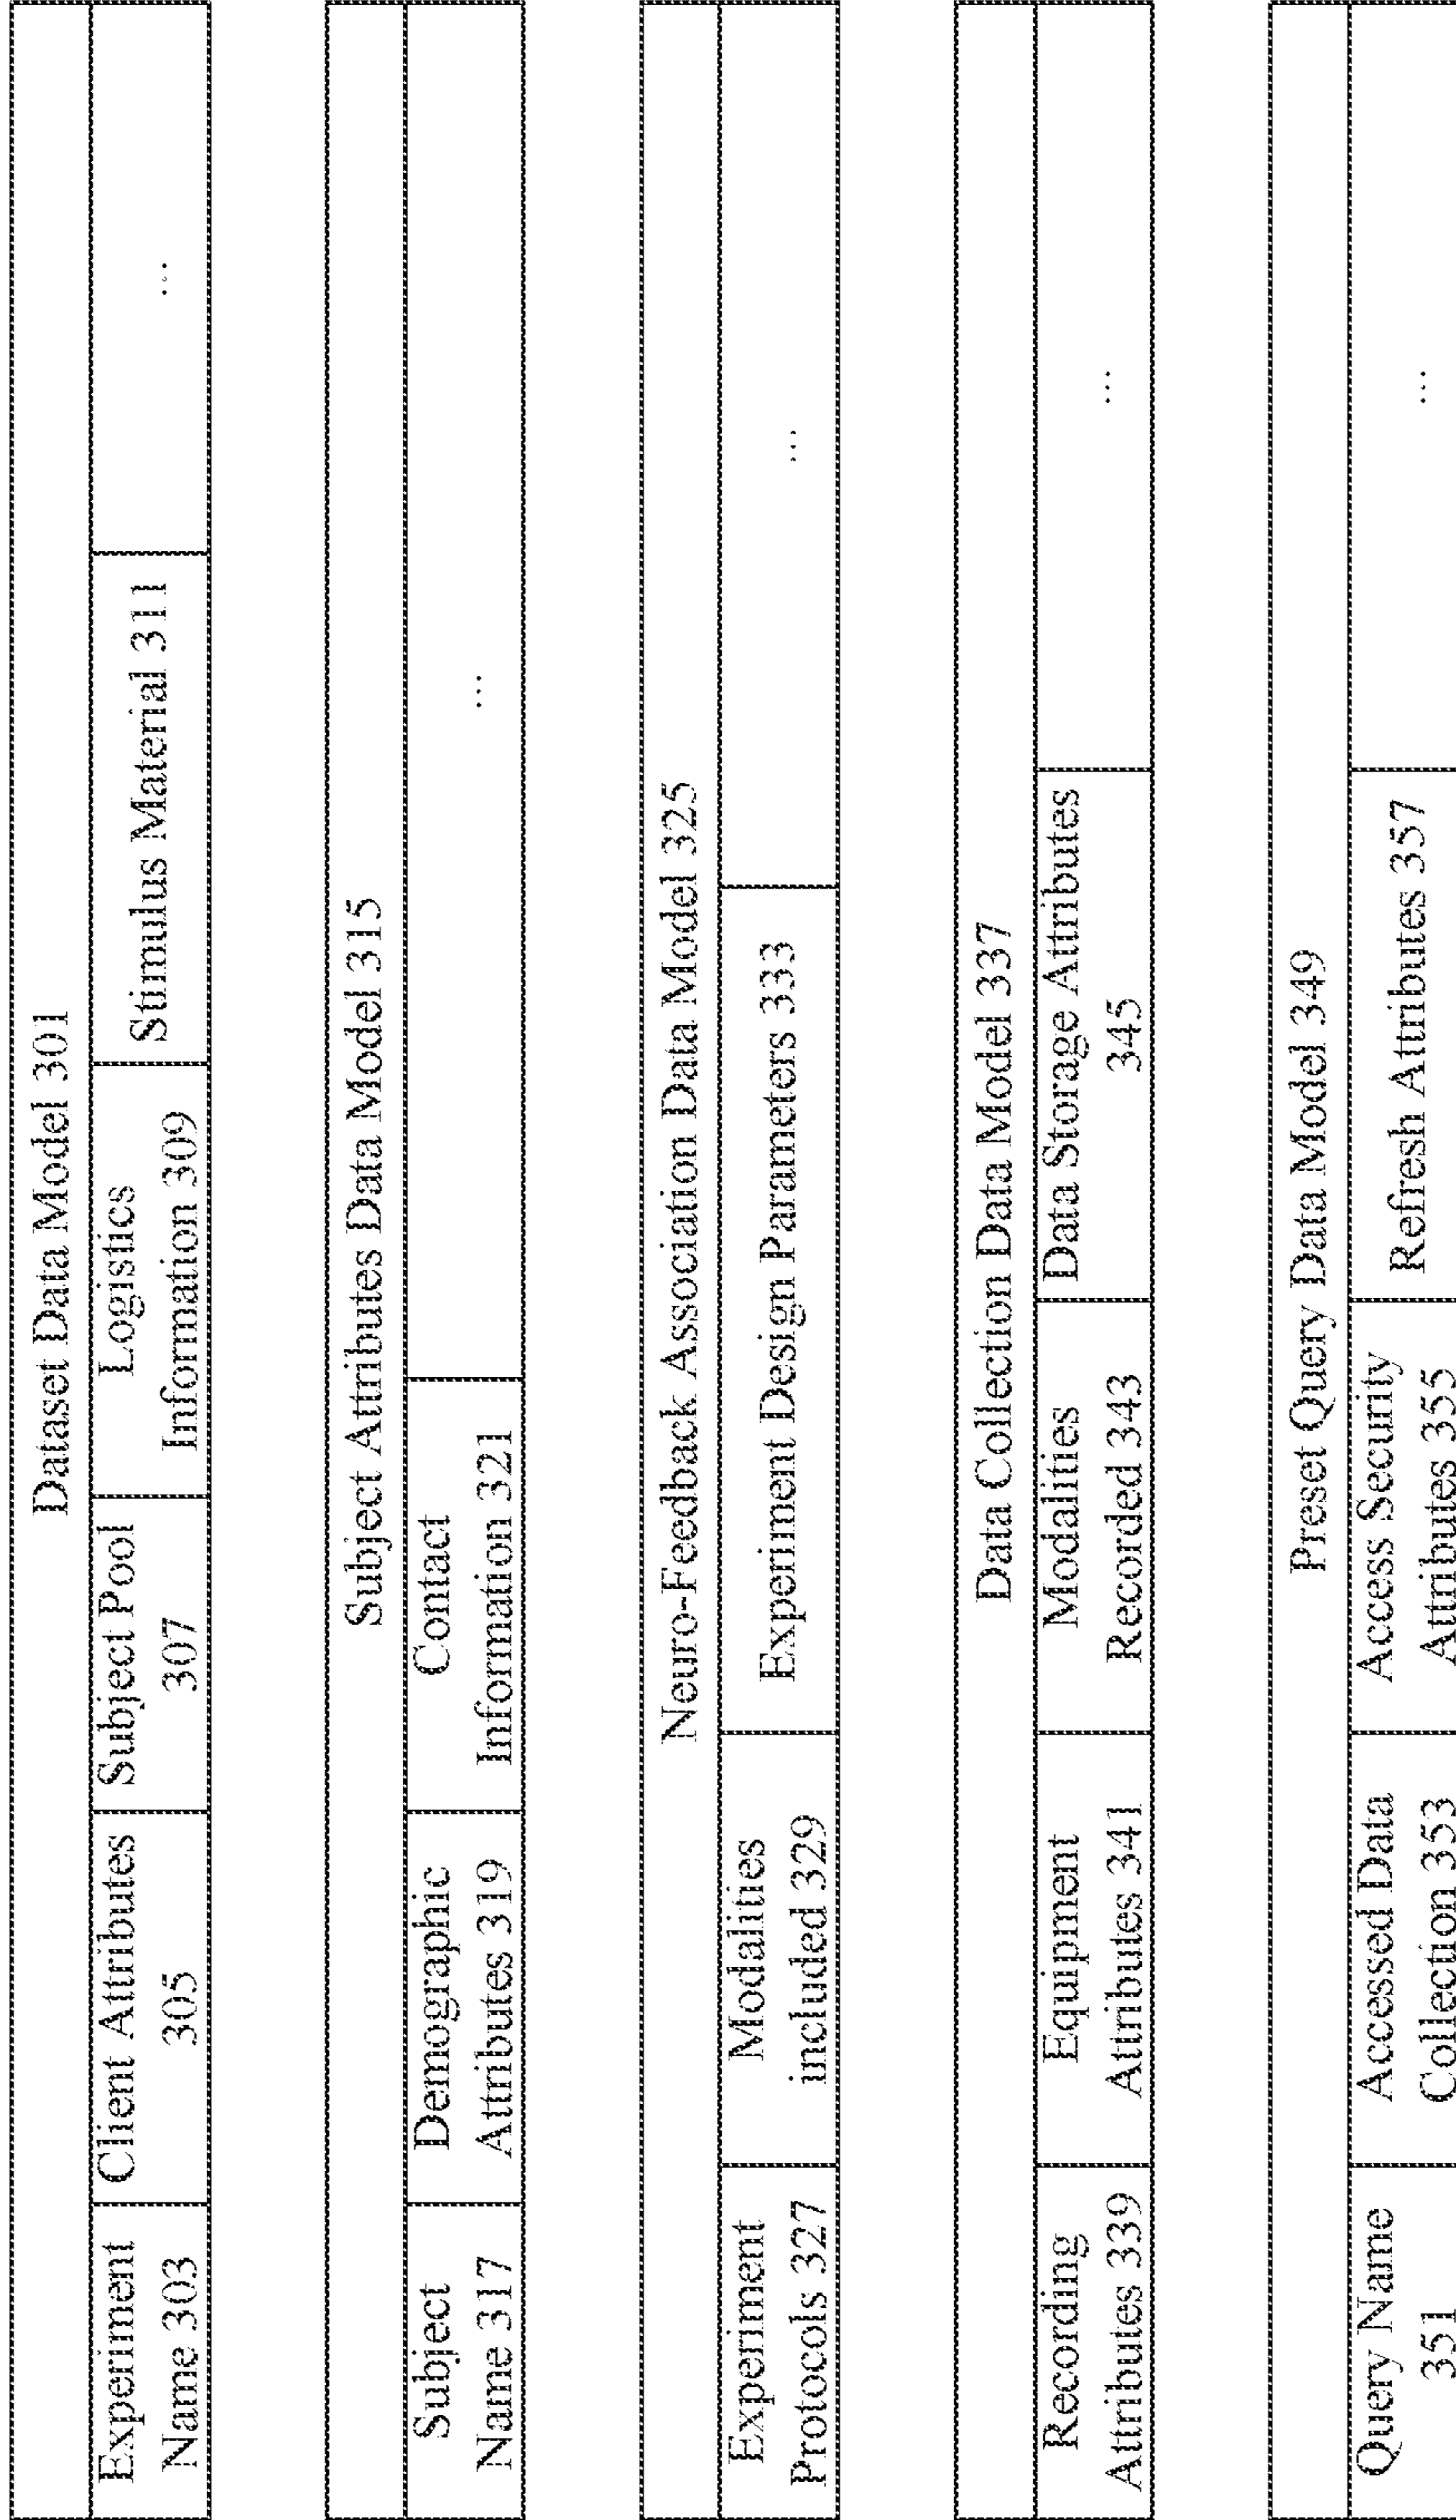 Dataset Data Model 301
Experiment
Name 303
Client Attributes
305
Subject Pool
307
Logistics
Information 309
Stimulus Material 311
...
Subject Attributes Data Model 315
Subject
Name 317
Demographic
Attributes 319
Contact
Information 321
...
Neuro-Feedback Association Data Model 325
Experiment
Protocols 327
Modalities
included 329
Experiment Design Parameters 333
...
Data Collection Data Model 337
Recording
Attributes 339
Equipment
Attributes 341
Modalities
Recorded 343
Data Storage Attributes
345
...
Preset Query Data Model 349
Query Name
351
Accessed Data
Collection 353
Access Security
Attributes 355
Refresh Attributes 357
...